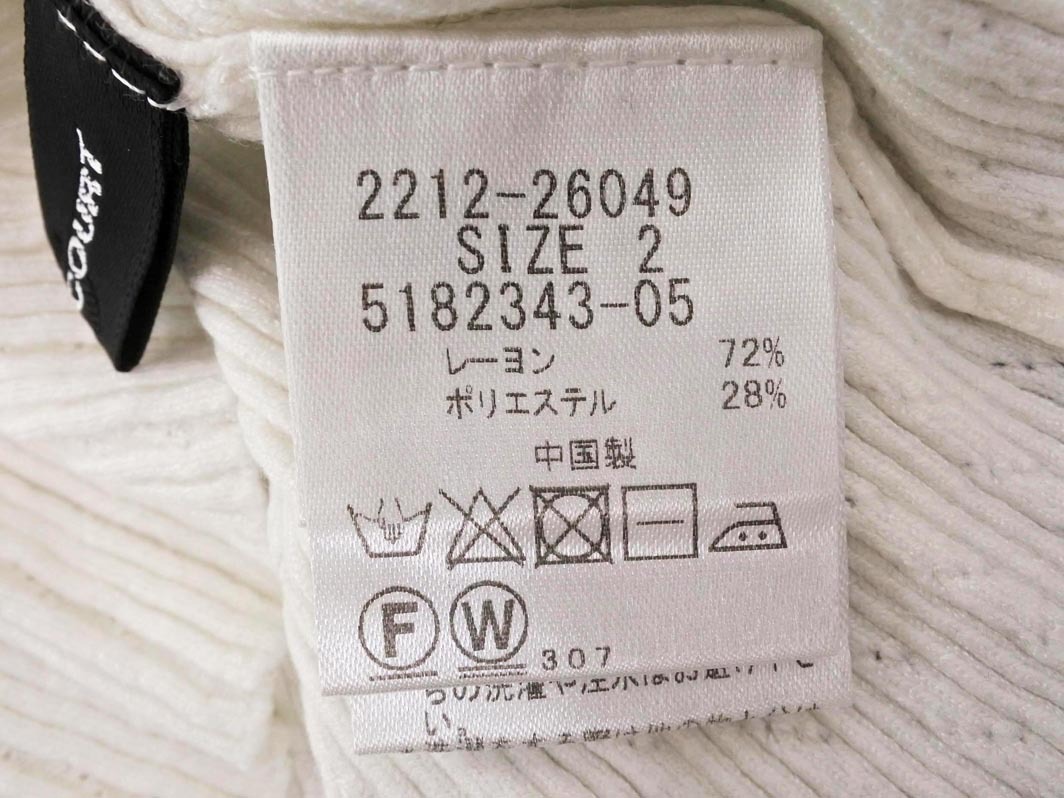 COURT
2212-26049
SIZE 2
5182343-05
レーヨン 72%
ポリエステル 28%
中国製
F W 307
い。